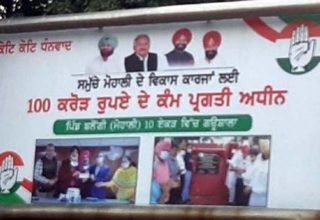 ਕੋਟਿ ਕੋਟਿ ਧੰਨਵਾਦ
ਸਮੁੱਚੇ ਮੋਹਾਲੀ ਦੇ ਵਿਕਾਸ ਕਾਰਜਾਂ ਲਈ
100 ਕਰੋੜ ਰੁਪਏ ਦੇ ਕੰਮ ਪ੍ਰਗਤੀ ਅਧੀਨ
ਪਿੰਡ ਬਲੌਂਗੀ (ਮੋਹਾਲੀ) 10 ਏਕੜ ਵਿੱਚ ਗਊਸ਼ਾਲਾ